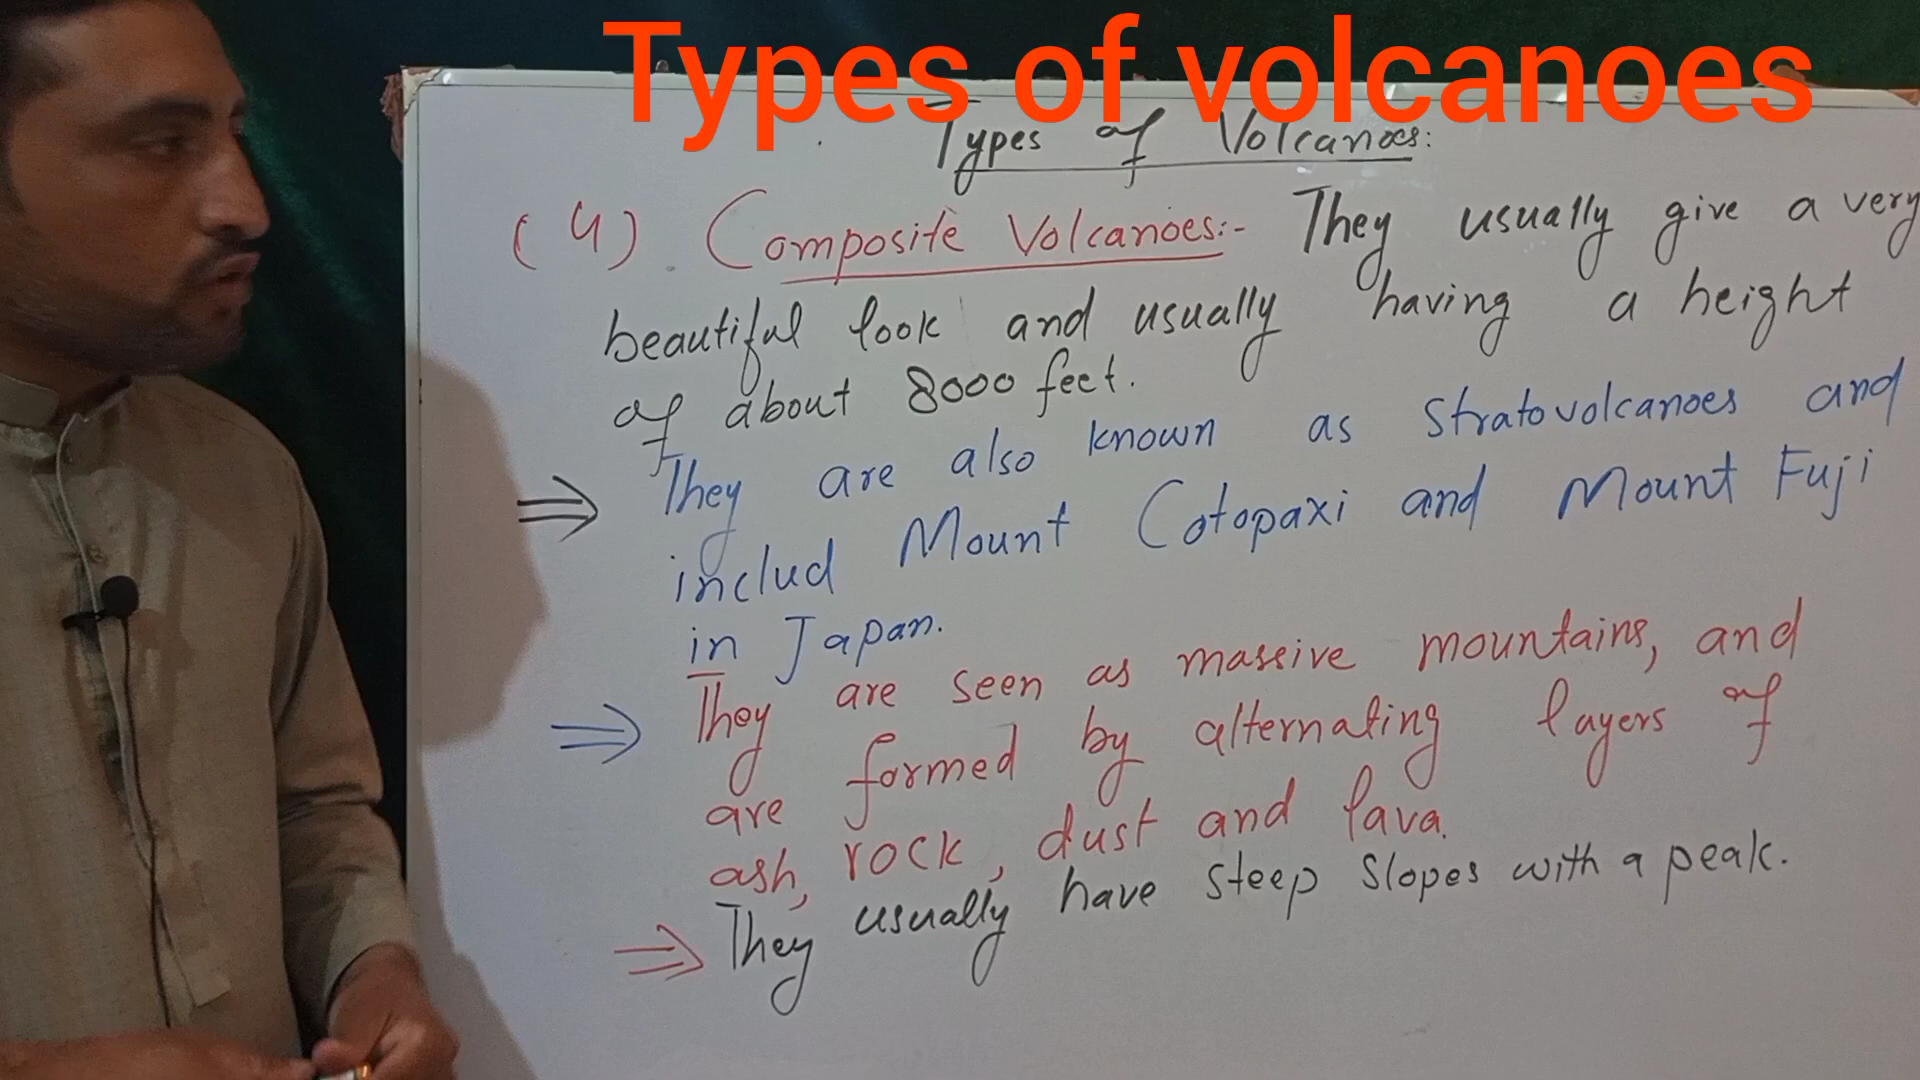 Types of volcanoes
Types of Volcanoes:
(4) Composite Volcanoes:- They usually give a very
beautiful look and usually having a height
of about 8000 feet.
⇒ They are also known as Stratovolcanoes and
includ Mount Cotopaxi and Mount Fuji
in Japan.
⇒ They are seen as massive mountains, and
are formed by alternating layers of
ash, rock, dust and lava.
⇒ They usually have steep slopes with a peak.